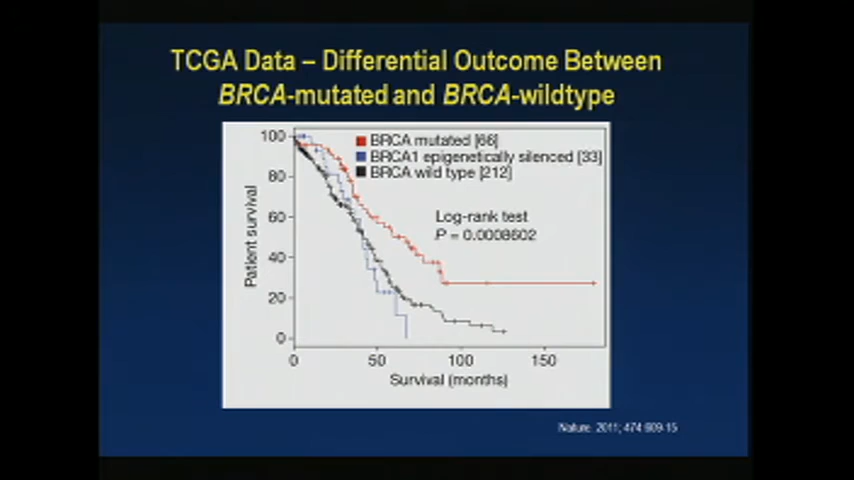 TCGA Data – Differential Outcome Between
BRCA-mutated and BRCA-wildtype
BRCA mutated [66]
BRCA1 epigenetically silenced [33]
BRCA wild type [212]
Log-rank test
P = 0.0008602
Patient survival
100
80
60
40
20
0
0 50 100 150
Survival (months)
Nature. 2011; 474:609-15